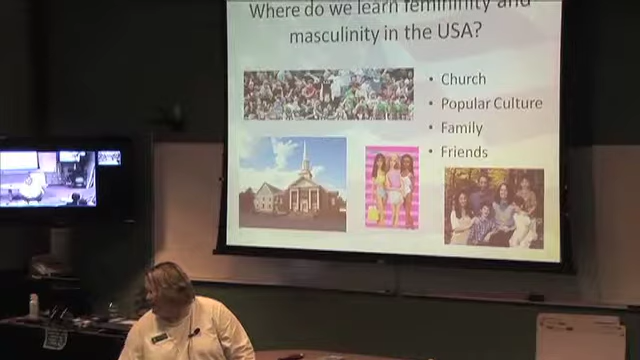 Where do we learn femininity and
masculinity in the USA?
• Church
• Popular Culture
• Family
• Friends